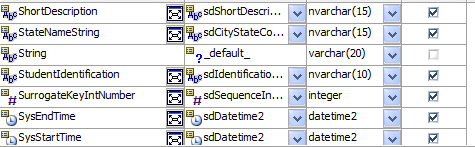 ShortDescription sdShortDescri... nvarchar(15)
StateNameString sdCityStateCo... nvarchar(15)
String _default_ varchar(20)
StudentIdentification sdIdentificatio... nvarchar(10)
SurrogateKeyIntNumber sdSequenceIn... integer
SysEndTime sdDatetime2 datetime2
SysStartTime sdDatetime2 datetime2